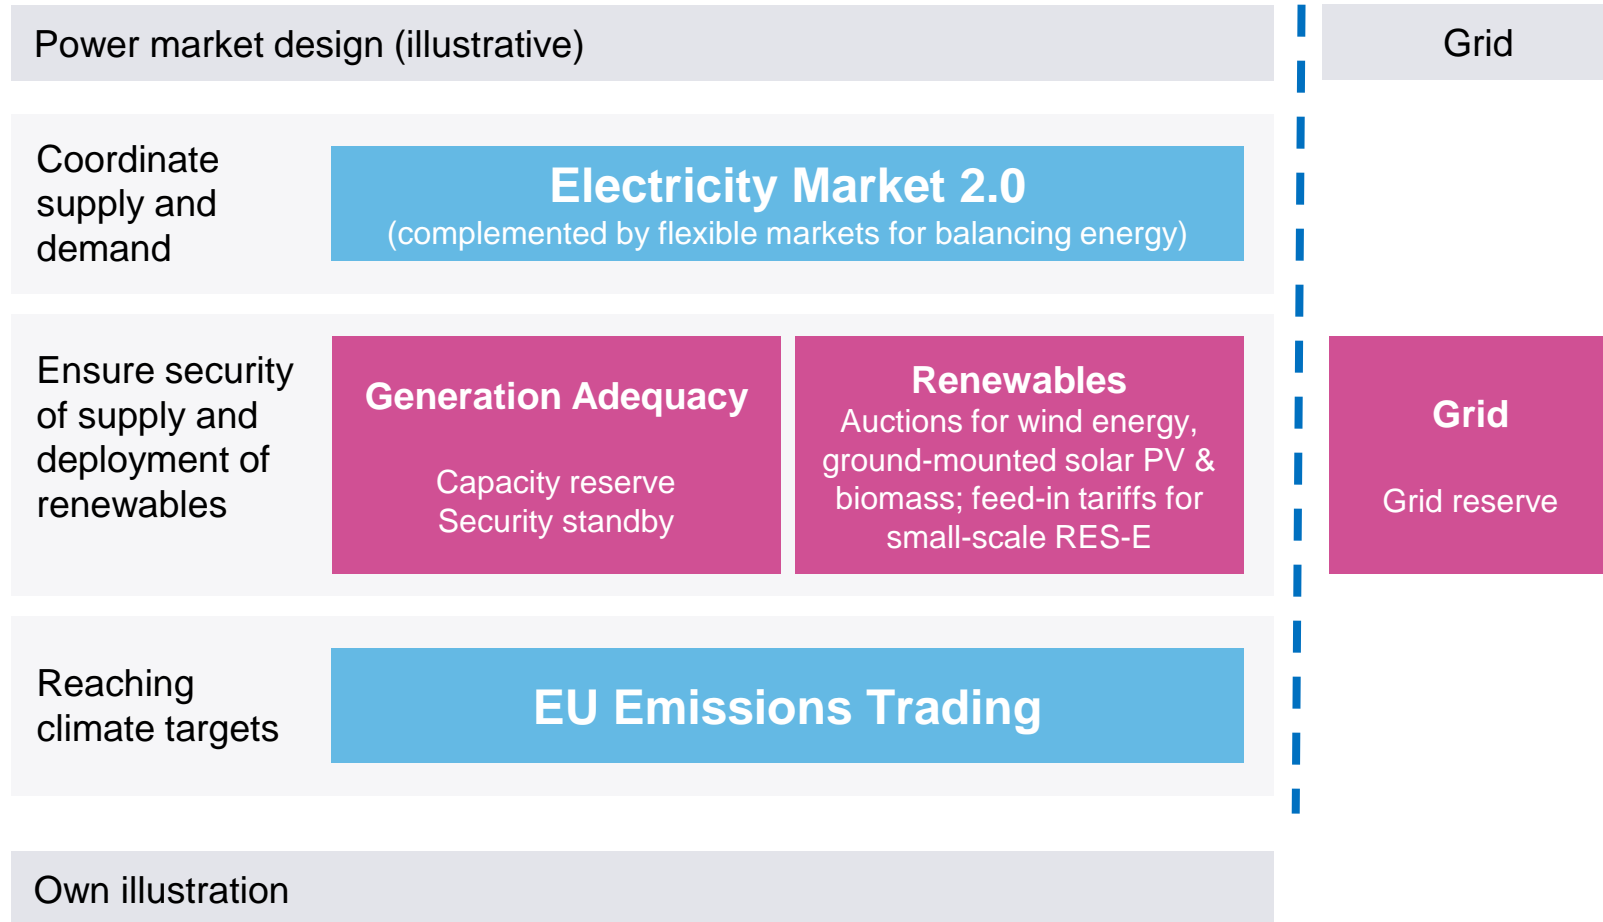 Power market design (illustrative)
Grid
Coordinate
supply and
demand
Electricity Market 2.0
(complemented by flexible markets for balancing energy)
Ensure security
of supply and
deployment of
renewables
Generation Adequacy
Capacity reserve
Security standby
Renewables
Auctions for wind energy,
ground-mounted solar PV &
biomass; feed-in tariffs for
small-scale RES-E
Grid
Grid reserve
Reaching
climate targets
EU Emissions Trading
Own illustration